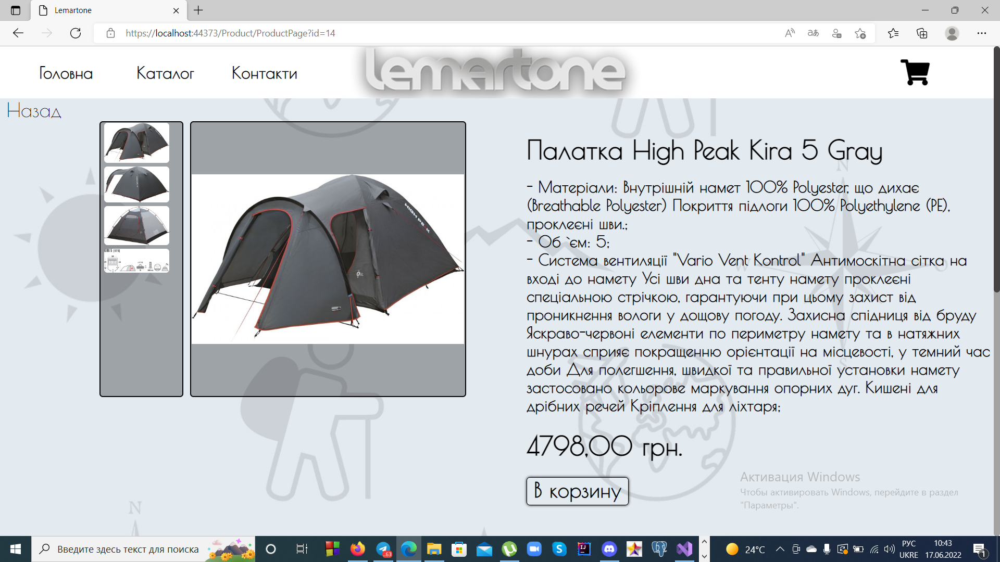 Lemartone
https://localhost:44373/Product/ProductPage?id=14
Головна
Каталог
Контакти
lemartone
Назад
Палатка High Peak Kira 5 Gray
- Матеріали: Внутрішній намет 100% Polyester, що дихає
(Breathable Polyester) Покриття підлоги 100% Polyethylene (PE),
проклеєні шви.;
- Об `єм: 5;
- Система вентиляції "Vario Vent Kontrol" Антимоскітна сітка на
вході до намету Усі шви дна та тенту намету проклеєні
спеціальною стрічкою, гарантуючи при цьому захист від
проникнення вологи у дощову погоду. Захисна спідниця від бруду
Яскраво-червоні елементи по периметру намету та в натяжних
шнурах сприяє покращенню орієнтації на місцевості, у темний час
доби Для полегшення, швидкої та правильної установки намету
застосовано кольорове маркування опорних дуг. Кишені для
дрібних речей Кріплення для ліхтаря;
4798,00 грн.
В корзину
HIGH PEAK
KIRA 5
N
W
O
S
N
Активация Windows
Чтобы активировать Windows, перейдите в раздел
"Параметры".
Введите здесь текст для поиска
..63
IJ
24°C
РУС
UKRE
10:43
17.06.2022
1